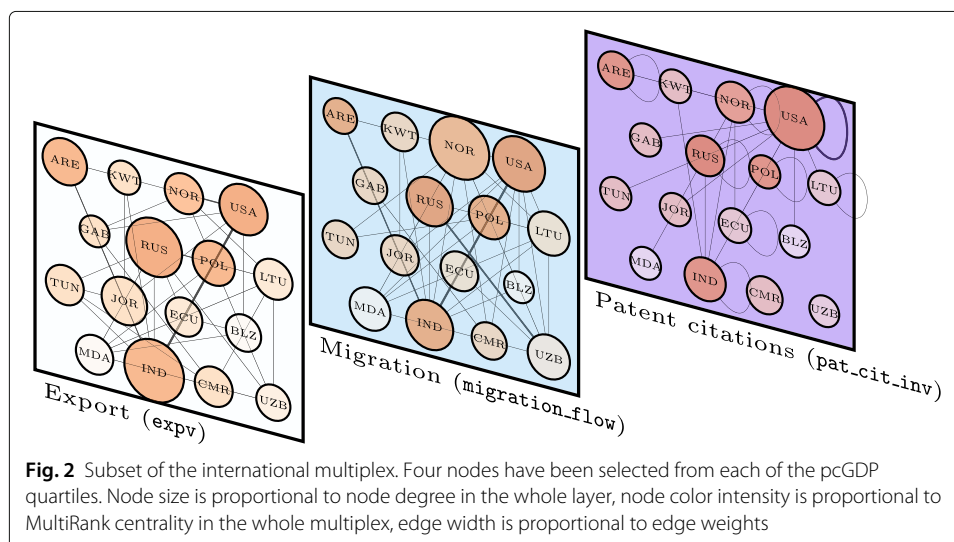 ARE
KWT
NOR
USA
GAB
RUS
POL
LTU
TUN
JOR
ECU
BLZ
MDA
IND
CMR
UZB
Export (expv)
ARE
KWT
NOR
USA
GAB
RUS
POL
LTU
TUN
JOR
ECU
BLZ
MDA
IND
CMR
UZB
Migration (migration_flow)
ARE
KWT
NOR
USA
GAB
RUS
POL
LTU
TUN
JOR
ECU
BLZ
MDA
IND
CMR
UZB
Patent citations (pat_cit_inv)
Fig. 2 Subset of the international multiplex. Four nodes have been selected from each of the pcGDP
quartiles. Node size is proportional to node degree in the whole layer, node color intensity is proportional to
MultiRank centrality in the whole multiplex, edge width is proportional to edge weights